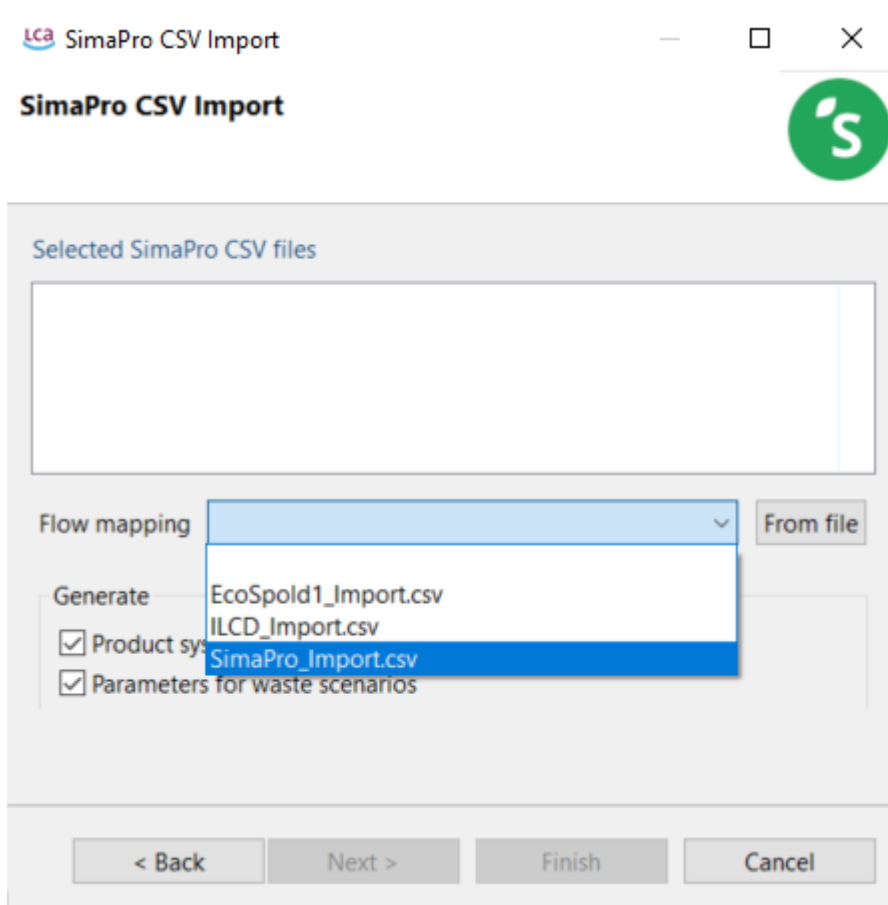 LCA SimaPro CSV Import
SimaPro CSV Import
S
Selected SimaPro CSV files
Flow mapping
From file
EcoSpold1_Import.csv
ILCD_Import.csv
SimaPro_Import.csv
Generate
Product sys
Parameters for waste scenarios
< Back Next > Finish Cancel